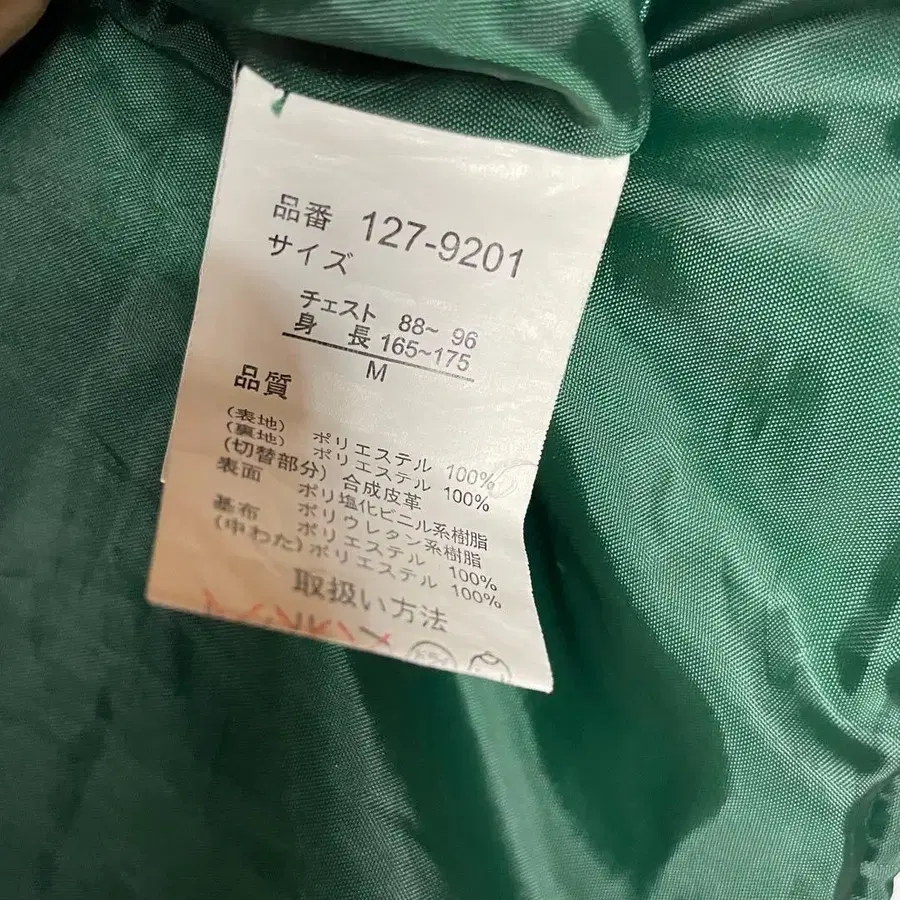 品番 127-9201
サイズ
チェスト 88~ 96
身 長 165~175
M
品質
(表地) ポリエステル 100%
(裏地) ポリエステル 100%
(切替部分) 合成皮革
表面 ポリ塩化ビニル系樹脂
ポリウレタン系樹脂
基布 ポリエステル 100%
(中わた) ポリエステル 100%
取扱い方法